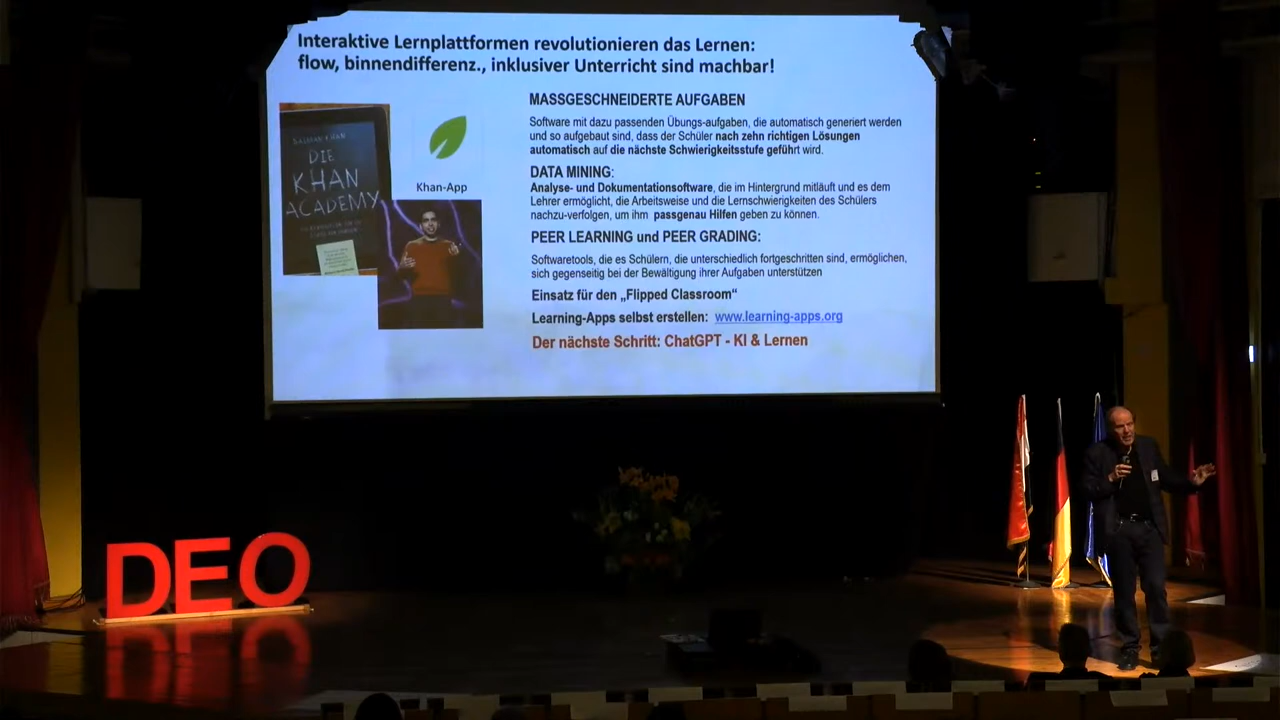 Interaktive Lernplattformen revolutionieren das Lernen:
flow, binnendifferenz., inklusiver Unterricht sind machbar!
SALMAN KHAN
DIE
KHAN
ACADEMY
Khan-App
MASSGESCHNEIDERTE AUFGABEN
Software mit dazu passenden Übungs-aufgaben, die automatisch generiert werden
und so aufgebaut sind, dass der Schüler nach zehn richtigen Lösungen
automatisch auf die nächste Schwierigkeitsstufe geführt wird.
DATA MINING:
Analyse- und Dokumentationsoftware, die im Hintergrund mitläuft und es dem
Lehrer ermöglicht, die Arbeitsweise und die Lernschwierigkeiten des Schülers
nachzu-verfolgen, um ihm passgenau Hilfen geben zu können.
PEER LEARNING und PEER GRADING:
Softwaretools, die es Schülern, die unterschiedlich fortgeschritten sind, ermöglichen,
sich gegenseitig bei der Bewältigung ihrer Aufgaben unterstützen
Einsatz für den „Flipped Classroom“
Learning-Apps selbst erstellen: www.learning-apps.org
Der nächste Schritt: ChatGPT - KI & Lernen
DEO